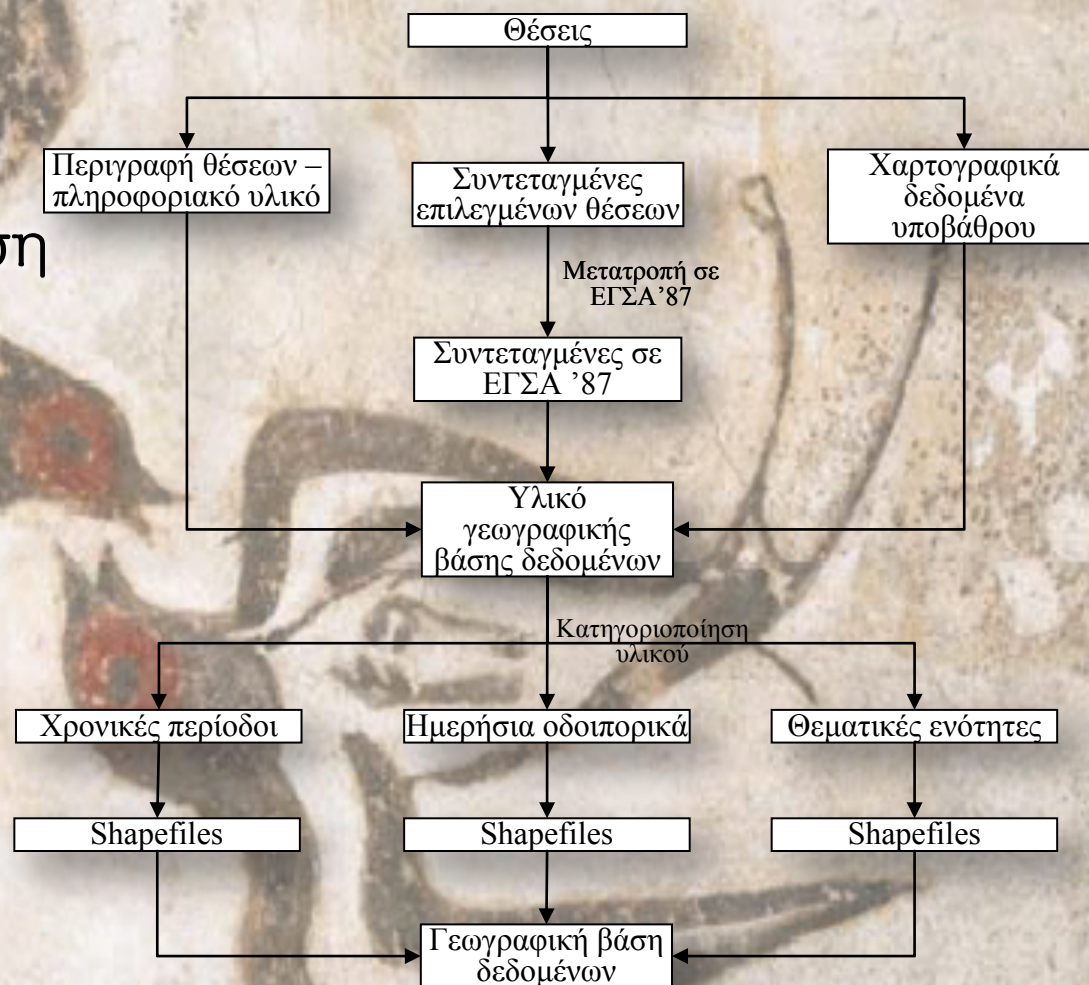 Θέσεις
Περιγραφή θέσεων –
πληροφοριακό υλικό
Συντεταγμένες
επιλεγμένων θέσεων
Χαρτογραφικά
δεδομένα
υποβάθρου
ση
Μετατροπή σε
ΕΓΣΑ’87
Συντεταγμένες σε
ΕΓΣΑ ’87
Υλικό
γεωγραφικής
βάσης δεδομένων
Κατηγοριοποίηση
υλικού
Χρονικές περίοδοι
Ημερήσια οδοιπορικά
Θεματικές ενότητες
Shapefiles
Shapefiles
Shapefiles
Γεωγραφική βάση
δεδομένων